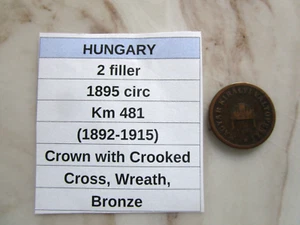 HUNGARY
2 filler
1895 circ
Km 481
(1892-1915)
Crown with Crooked
Cross, Wreath,
Bronze